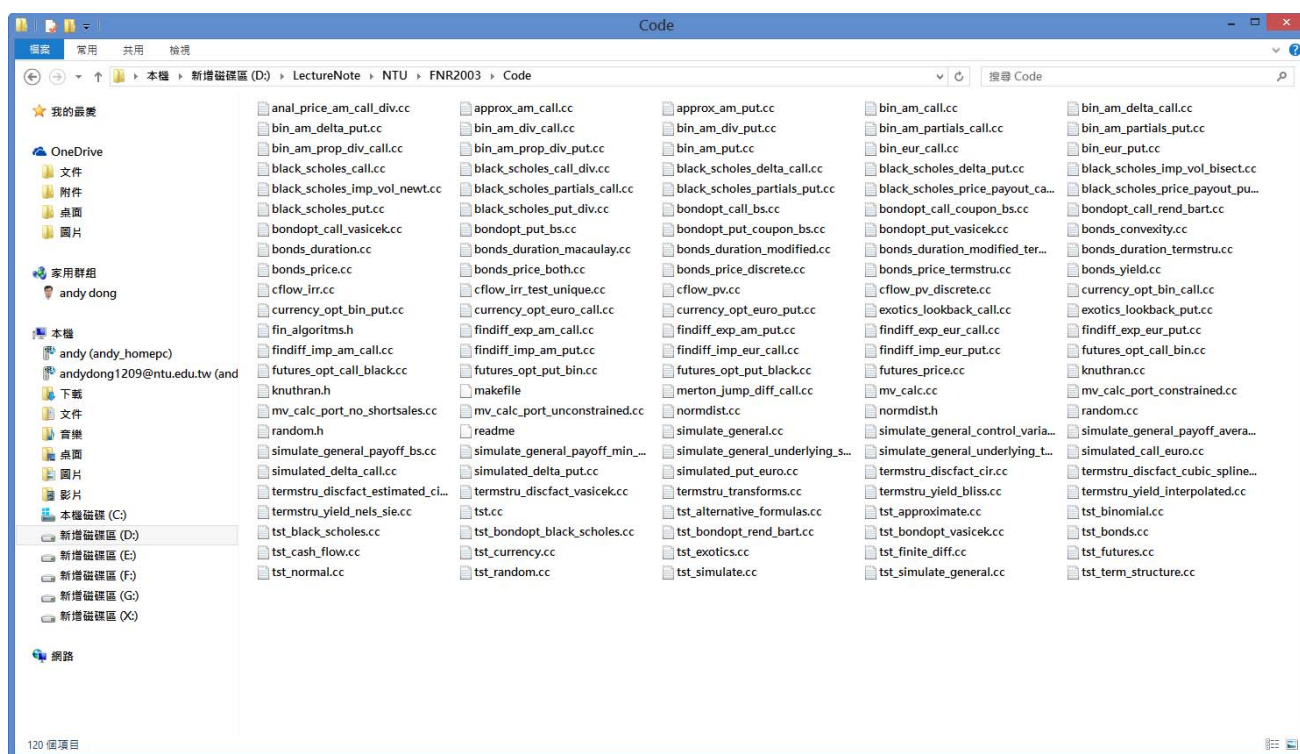 Code
檔案 常用 共用 檢視
本機 新增磁碟區 (D:) LectureNote NTU FNR2003 Code 搜尋 Code
我的最愛
OneDrive
文件
附件
桌面
圖片
家用群組
andy dong
本機
andy (andy_homepc)
andydong1209@ntu.edu.tw (and
下載
文件
音樂
桌面
圖片
影片
本機磁碟 (C:)
新增磁碟區 (D:)
新增磁碟區 (E:)
新增磁碟區 (F:)
新增磁碟區 (G:)
新增磁碟區 (X:)
網路
anal_price_am_call_div.cc approx_am_call.cc approx_am_put.cc bin_am_call.cc bin_am_delta_call.cc
bin_am_delta_put.cc bin_am_div_call.cc bin_am_div_put.cc bin_am_partials_call.cc bin_am_partials_put.cc
bin_am_prop_div_call.cc bin_am_prop_div_put.cc bin_am_put.cc bin_eur_call.cc bin_eur_put.cc
black_scholes_call.cc black_scholes_call_div.cc black_scholes_delta_call.cc black_scholes_delta_put.cc black_scholes_imp_vol_bisect.cc
black_scholes_imp_vol_newt.cc black_scholes_partials_call.cc black_scholes_partials_put.cc black_scholes_price_payout_ca... black_scholes_price_payout_pu...
black_scholes_put.cc black_scholes_put_div.cc bondopt_call_bs.cc bondopt_call_coupon_bs.cc bondopt_call_rend_bart.cc
bondopt_call_vasicek.cc bondopt_put_bs.cc bondopt_put_coupon_bs.cc bondopt_put_vasicek.cc bonds_convexity.cc
bonds_duration.cc bonds_duration_macaulay.cc bonds_duration_modified.cc bonds_duration_modified_ter... bonds_duration_termstru.cc
bonds_price.cc bonds_price_both.cc bonds_price_discrete.cc bonds_price_termstru.cc bonds_yield.cc
cflow_irr.cc cflow_irr_test_unique.cc cflow_pv.cc cflow_pv_discrete.cc currency_opt_bin_call.cc
currency_opt_bin_put.cc currency_opt_euro_call.cc currency_opt_euro_put.cc exotics_lookback_call.cc exotics_lookback_put.cc
fin_algoritms.h findiff_exp_am_call.cc findiff_exp_am_put.cc findiff_exp_eur_call.cc findiff_exp_eur_put.cc
findiff_imp_am_call.cc findiff_imp_am_put.cc findiff_imp_eur_call.cc findiff_imp_eur_put.cc futures_opt_call_bin.cc
futures_opt_call_black.cc futures_opt_put_bin.cc futures_opt_put_black.cc futures_price.cc knuthran.cc
knuthran.h makefile merton_jump_diff_call.cc mv_calc.cc mv_calc_port_constrained.cc
mv_calc_port_no_shortsales.cc mv_calc_port_unconstrained.cc normdist.cc normdist.h random.cc
random.h readme simulate_general.cc simulate_general_control_varia... simulate_general_payoff_avera...
simulate_general_payoff_bs.cc simulate_general_payoff_min_... simulate_general_underlying_s... simulate_general_underlying_t... simulated_call_euro.cc
simulated_delta_call.cc simulated_delta_put.cc simulated_put_euro.cc termstru_discfact_cir.cc termstru_discfact_cubic_spline...
termstru_discfact_estimated_ci... termstru_discfact_vasicek.cc termstru_transforms.cc termstru_yield_bliss.cc termstru_yield_interpolated.cc
termstru_yield_nels_sie.cc tst.cc tst_alternative_formulas.cc tst_approximate.cc tst_binomial.cc
tst_black_scholes.cc tst_bondopt_black_scholes.cc tst_bondopt_rend_bart.cc tst_bondopt_vasicek.cc tst_bonds.cc
tst_cash_flow.cc tst_currency.cc tst_exotics.cc tst_finite_diff.cc tst_futures.cc
tst_normal.cc tst_random.cc tst_simulate.cc tst_simulate_general.cc tst_term_structure.cc
120 個項目